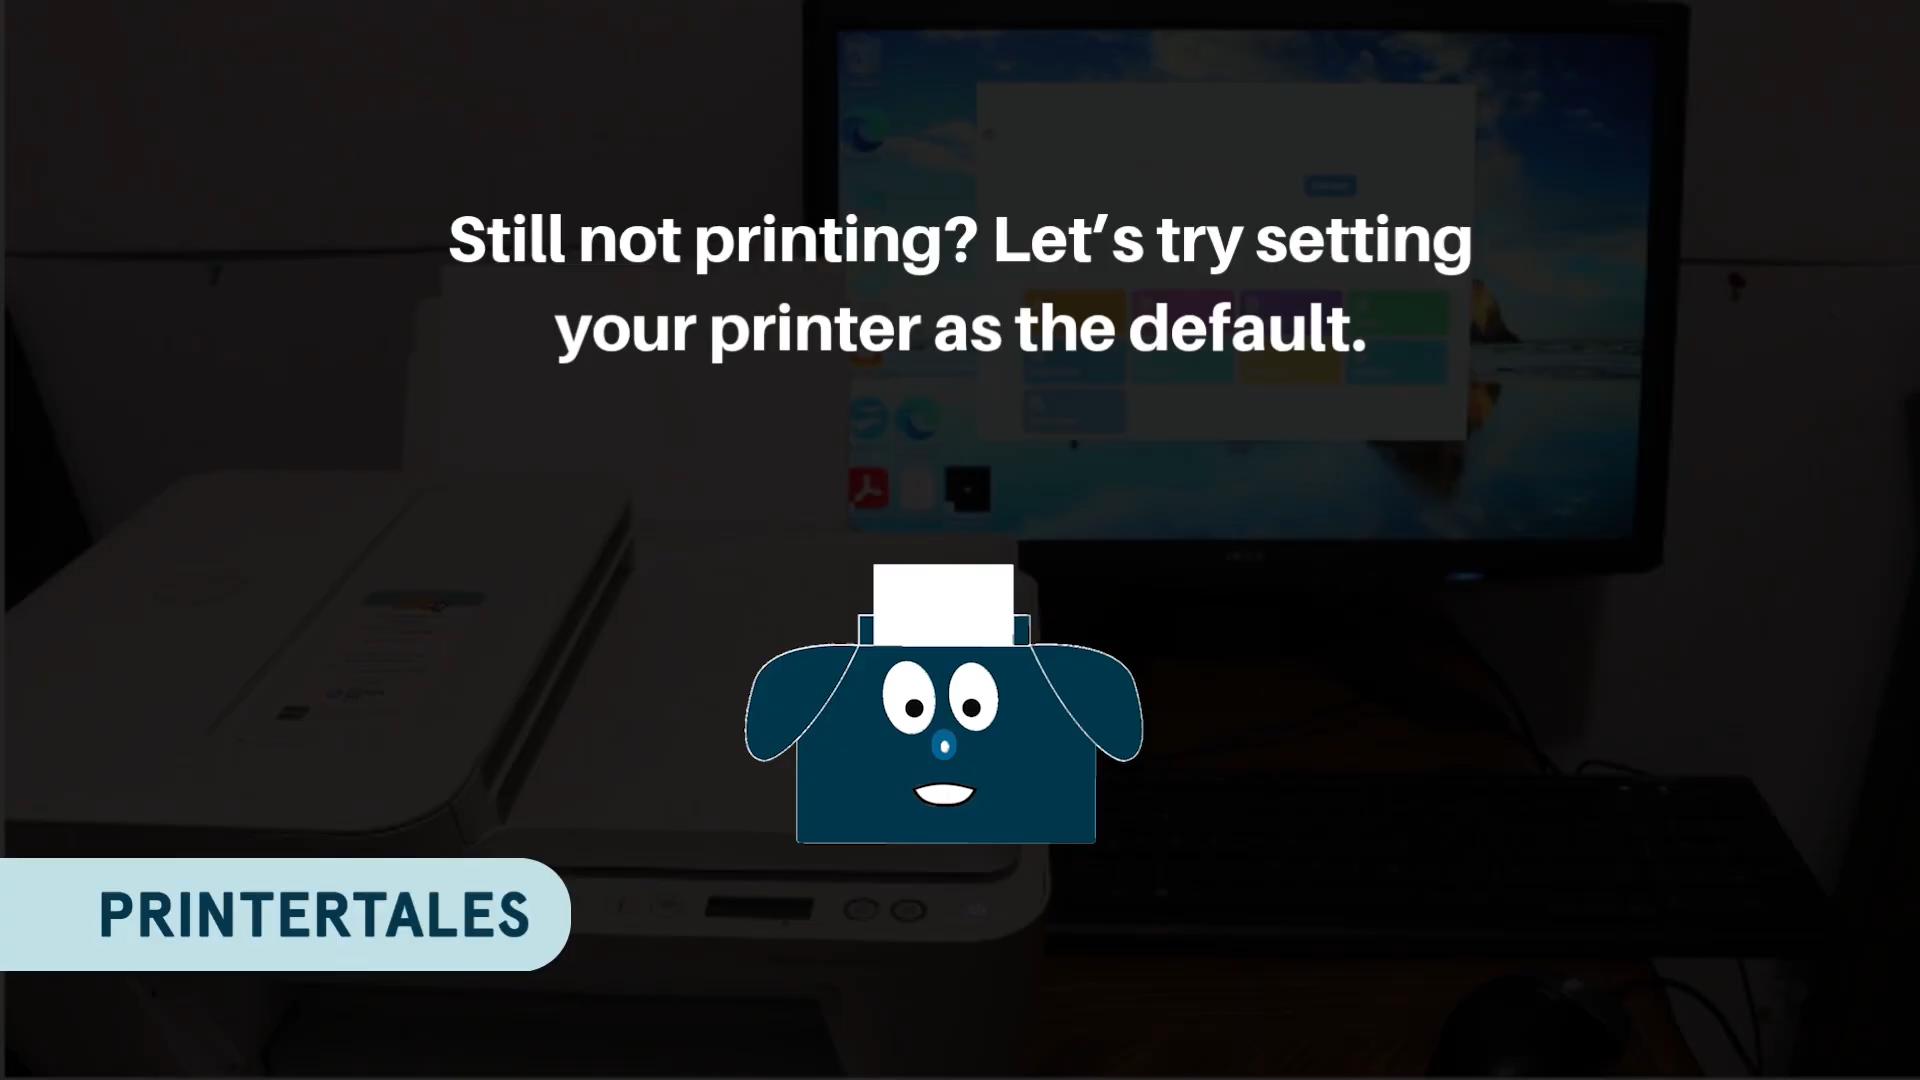 Still not printing? Let’s try setting
your printer as the default.
PRINTERTALES